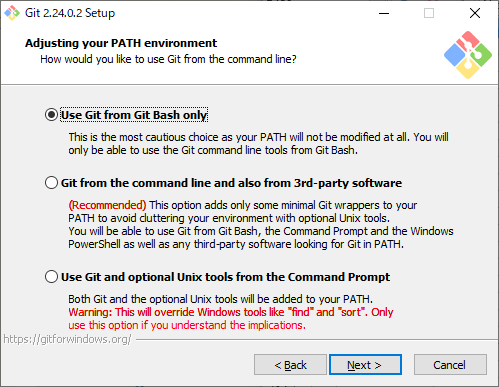 Git 2.24.0.2 Setup
Adjusting your PATH environment
How would you like to use Git from the command line?
Use Git from Git Bash only
This is the most cautious choice as your PATH will not be modified at all. You will
only be able to use the Git command line tools from Git Bash.
Git from the command line and also from 3rd-party software
(Recommended) This option adds only some minimal Git wrappers to your
PATH to avoid cluttering your environment with optional Unix tools.
You will be able to use Git from Git Bash, the Command Prompt and the Windows
PowerShell as well as any third-party software looking for Git in PATH.
Use Git and optional Unix tools from the Command Prompt
Both Git and the optional Unix tools will be added to your PATH.
Warning: This will override Windows tools like "find" and "sort". Only
use this option if you understand the implications.
https://gitforwindows.org/
< Back
Next >
Cancel